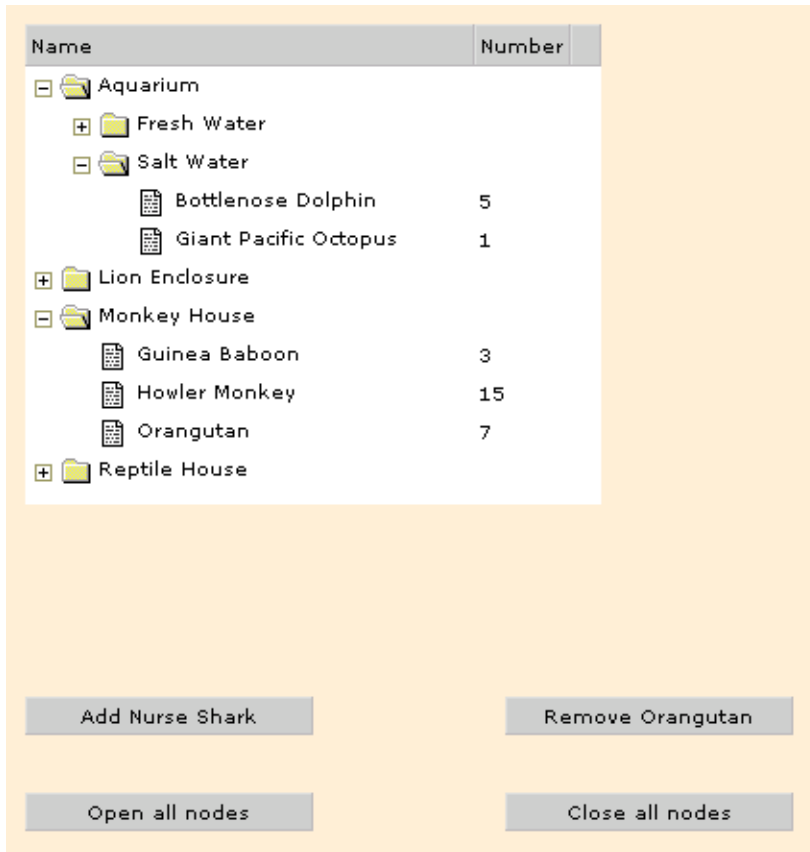 Name Number
Aquarium
Fresh Water
Salt Water
Bottlenose Dolphin 5
Giant Pacific Octopus 1
Lion Enclosure
Monkey House
Guinea Baboon 3
Howler Monkey 15
Orangutan 7
Reptile House
Add Nurse Shark Remove Orangutan
Open all nodes Close all nodes